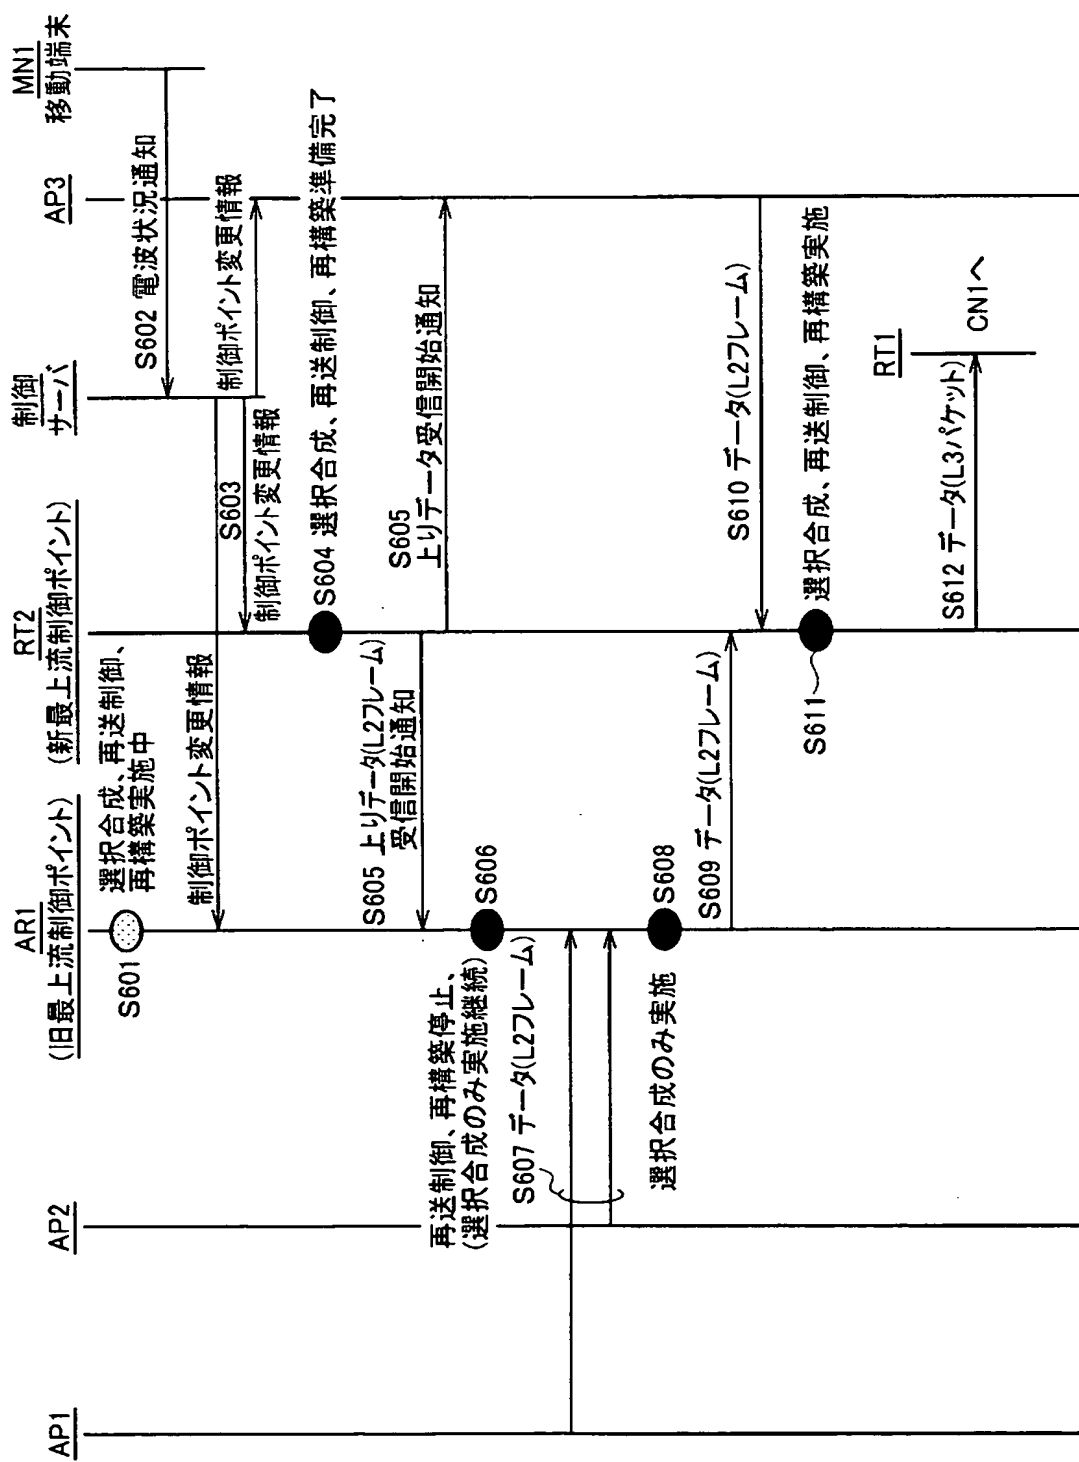 AP1
AP2
AR1
(旧最上流制御ポイント)
RT2
(新最上流制御ポイント)
制御
サーバ
AP3
MN1
移動端末
S601
選択合成、再送制御、
再構築実施中
S602 電波状況通知
制御ポイント変更情報
S603
制御ポイント変更情報
制御ポイント変更情報
S604 選択合成、再送制御、再構築準備完了
S605 上りデータ(L2フレーム)
受信開始通知
S605
上りデータ受信開始通知
S606
再送制御、再構築停止、
(選択合成のみ実施継続)
S607 データ(L2フレーム)
S608
選択合成のみ実施
S609 データ(L2フレーム)
S610 データ(L2フレーム)
S611
選択合成、再送制御、再構築実施
RT1
S612 データ(L3パケット)
CN1へ